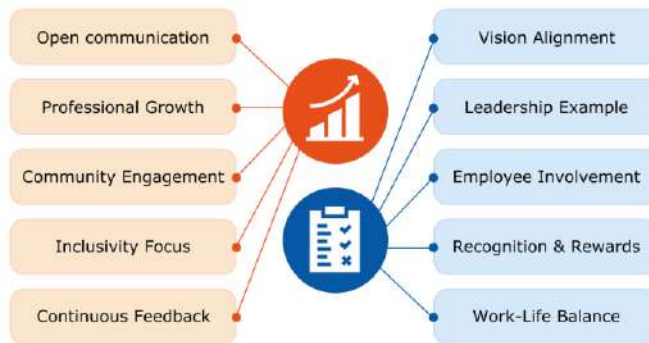 Open communication
Professional Growth
Community Engagement
Inclusivity Focus
Continuous Feedback
Vision Alignment
Leadership Example
Employee Involvement
Recognition & Rewards
Work-Life Balance